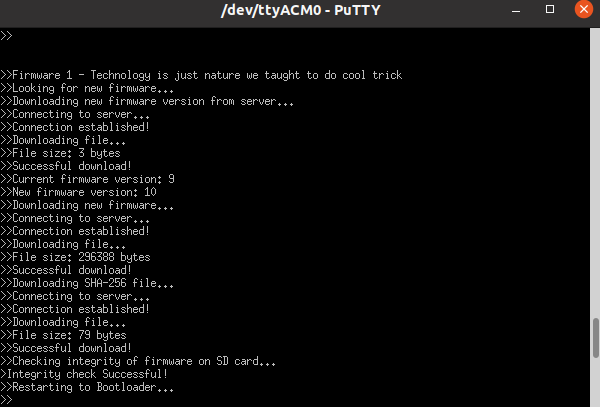 /dev/ttyACM0 - PuTTY
>>
>>Firmware 1 - Technology is just nature we taught to do cool trick
>>Looking for new firmware...
>>Downloading new firmware version from server...
>>Connecting to server...
>>Connection established!
>>Downloading file...
>>File size: 3 bytes
>>Successful download!
>>Current firmware version: 9
>>New firmware version: 10
>>Downloading new firmware...
>>Connecting to server...
>>Connection established!
>>Downloading file...
>>File size: 296388 bytes
>>Successful download!
>>Downloading SHA-256 file...
>>Connecting to server...
>>Connection established!
>>Downloading file...
>>File size: 79 bytes
>>Successful download!
>>Checking integrity of firmware on SD card...
>Integrity check Successful!
>>Restarting to Bootloader...
>>